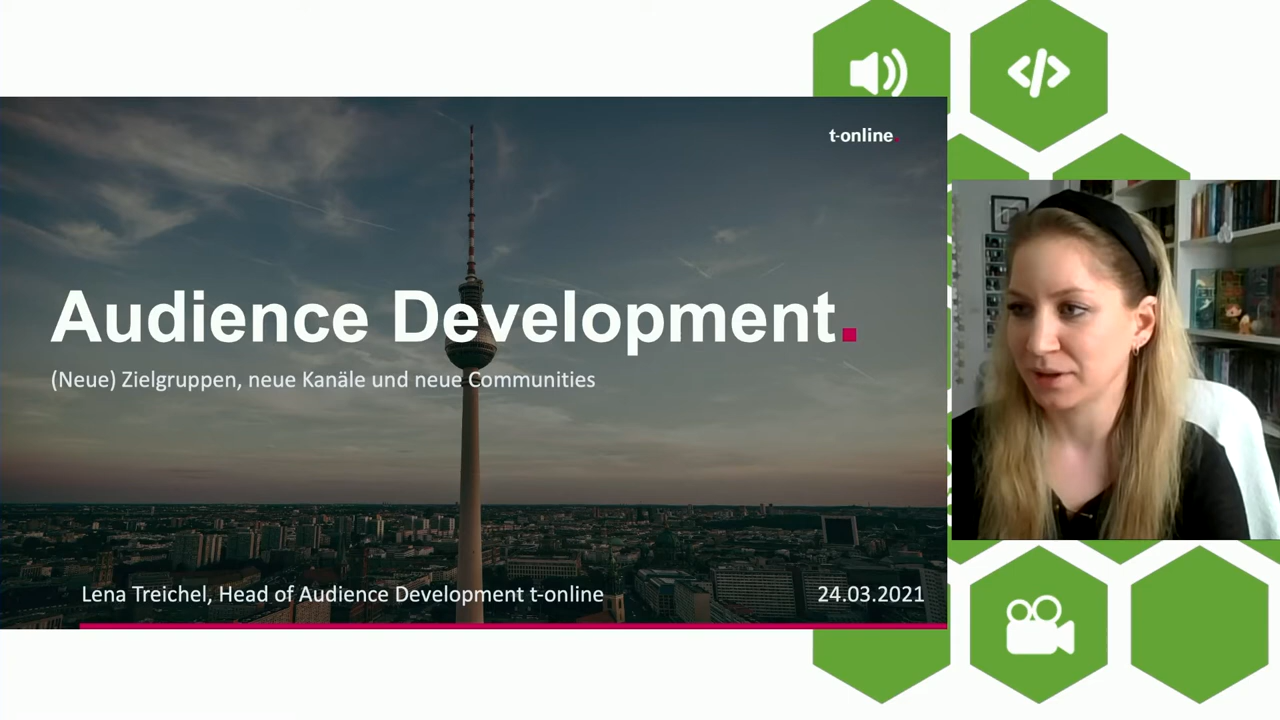 t-online.
Audience Development.
(Neue) Zielgruppen, neue Kanäle und neue Communities
Lena Treichel, Head of Audience Development t-online
24.03.2021